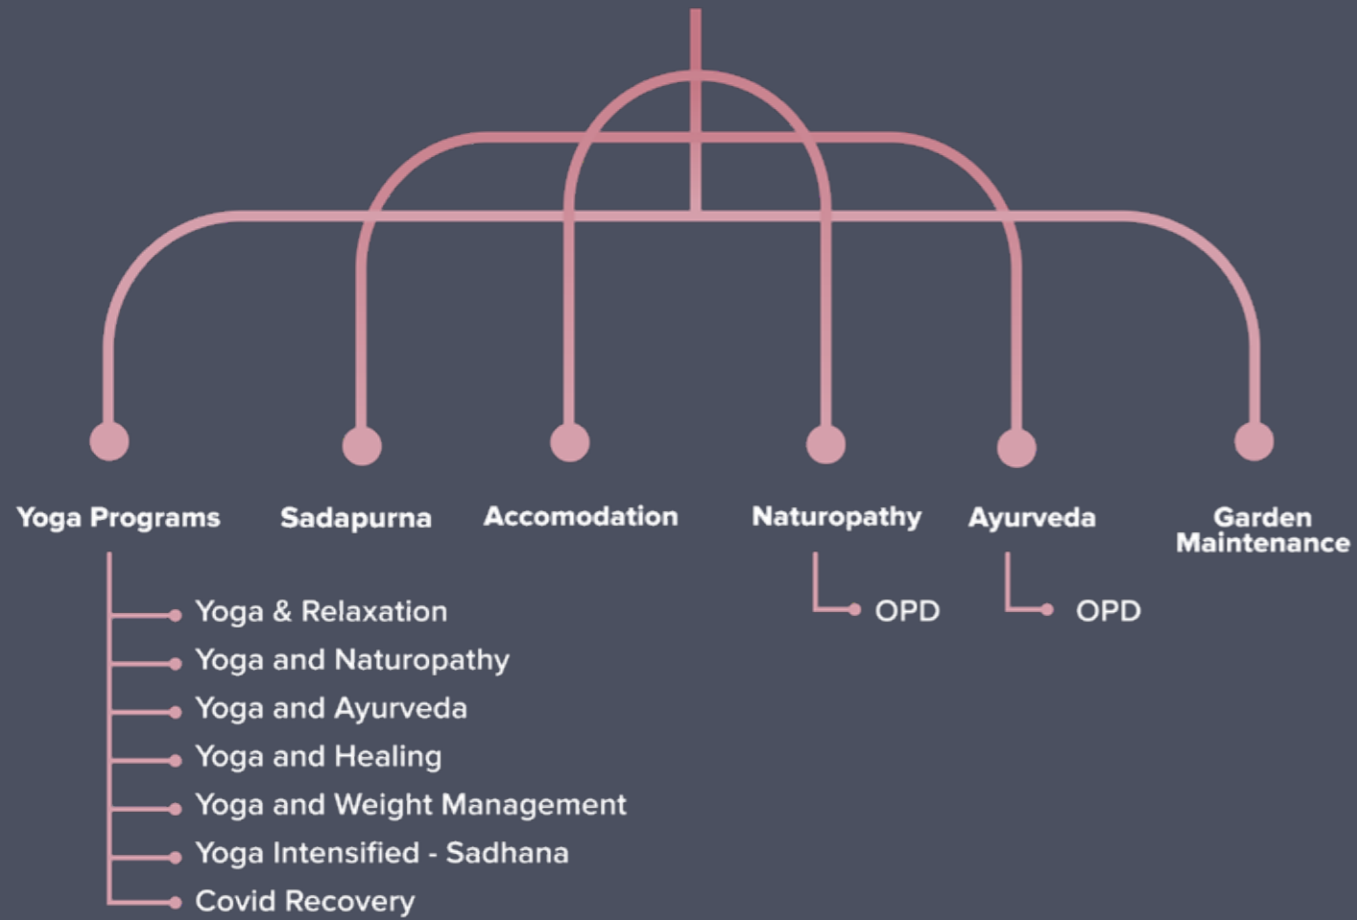 Yoga Programs
Sadapurna
Accomodation
Naturopathy
Ayurveda
Garden
Maintenance
Yoga & Relaxation
Yoga and Naturopathy
Yoga and Ayurveda
Yoga and Healing
Yoga and Weight Management
Yoga Intensified - Sadhana
Covid Recovery
OPD
OPD